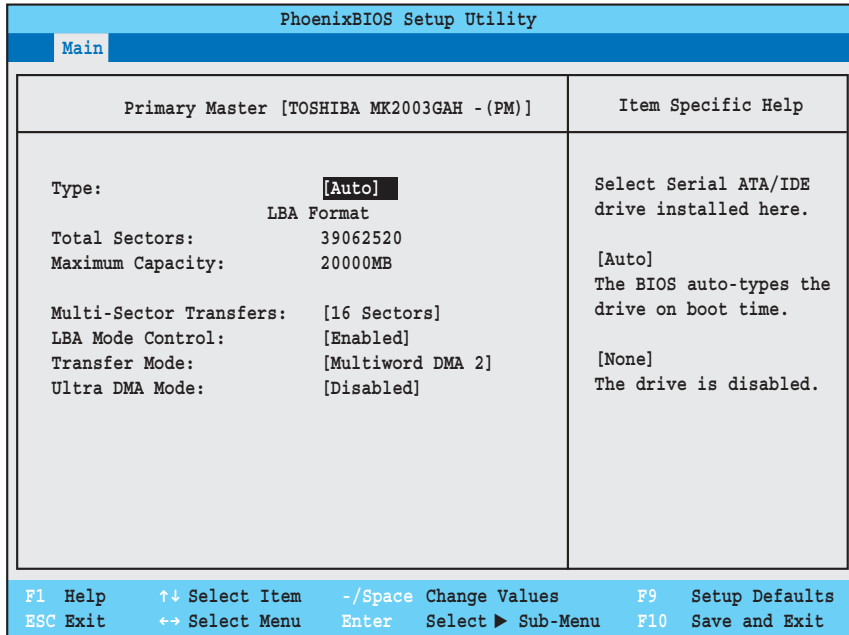 PhoenixBIOS Setup Utility
Main
Primary Master [TOSHIBA MK2003GAH -(PM)]
Item Specific Help
Type: [Auto]
LBA Format
Total Sectors: 39062520
Maximum Capacity: 20000MB
Multi-Sector Transfers: [16 Sectors]
LBA Mode Control: [Enabled]
Transfer Mode: [Multiword DMA 2]
Ultra DMA Mode: [Disabled]
Select Serial ATA/IDE
drive installed here.
[Auto]
The BIOS auto-types the
drive on boot time.
[None]
The drive is disabled.
F1 Help ↑↓ Select Item -/Space Change Values F9 Setup Defaults
ESC Exit ←→ Select Menu Enter Select ▶ Sub-Menu F10 Save and Exit